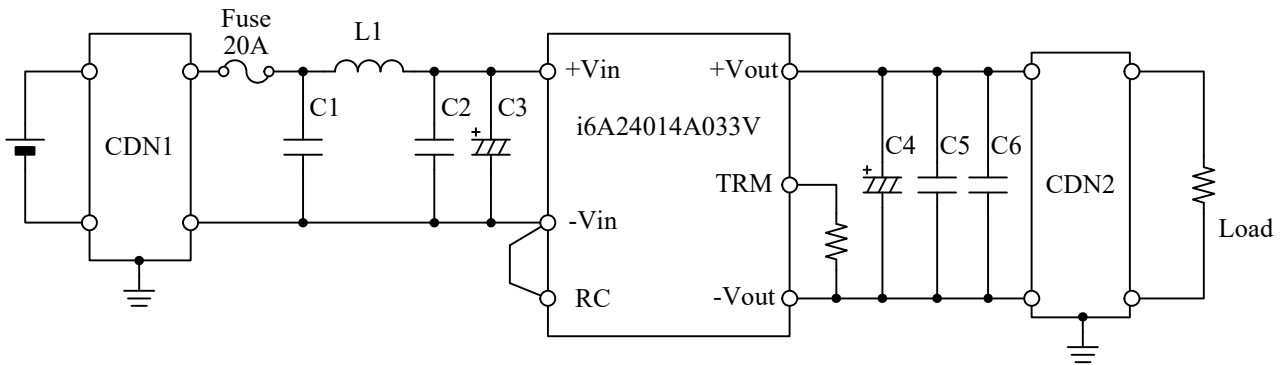 Fuse
20A
L1
+Vin
+Vout
C1
C2
C3
+
i6A24014A033V
CDN1
C4
+
C5
C6
TRM
CDN2
-Vin
Load
RC
-Vout